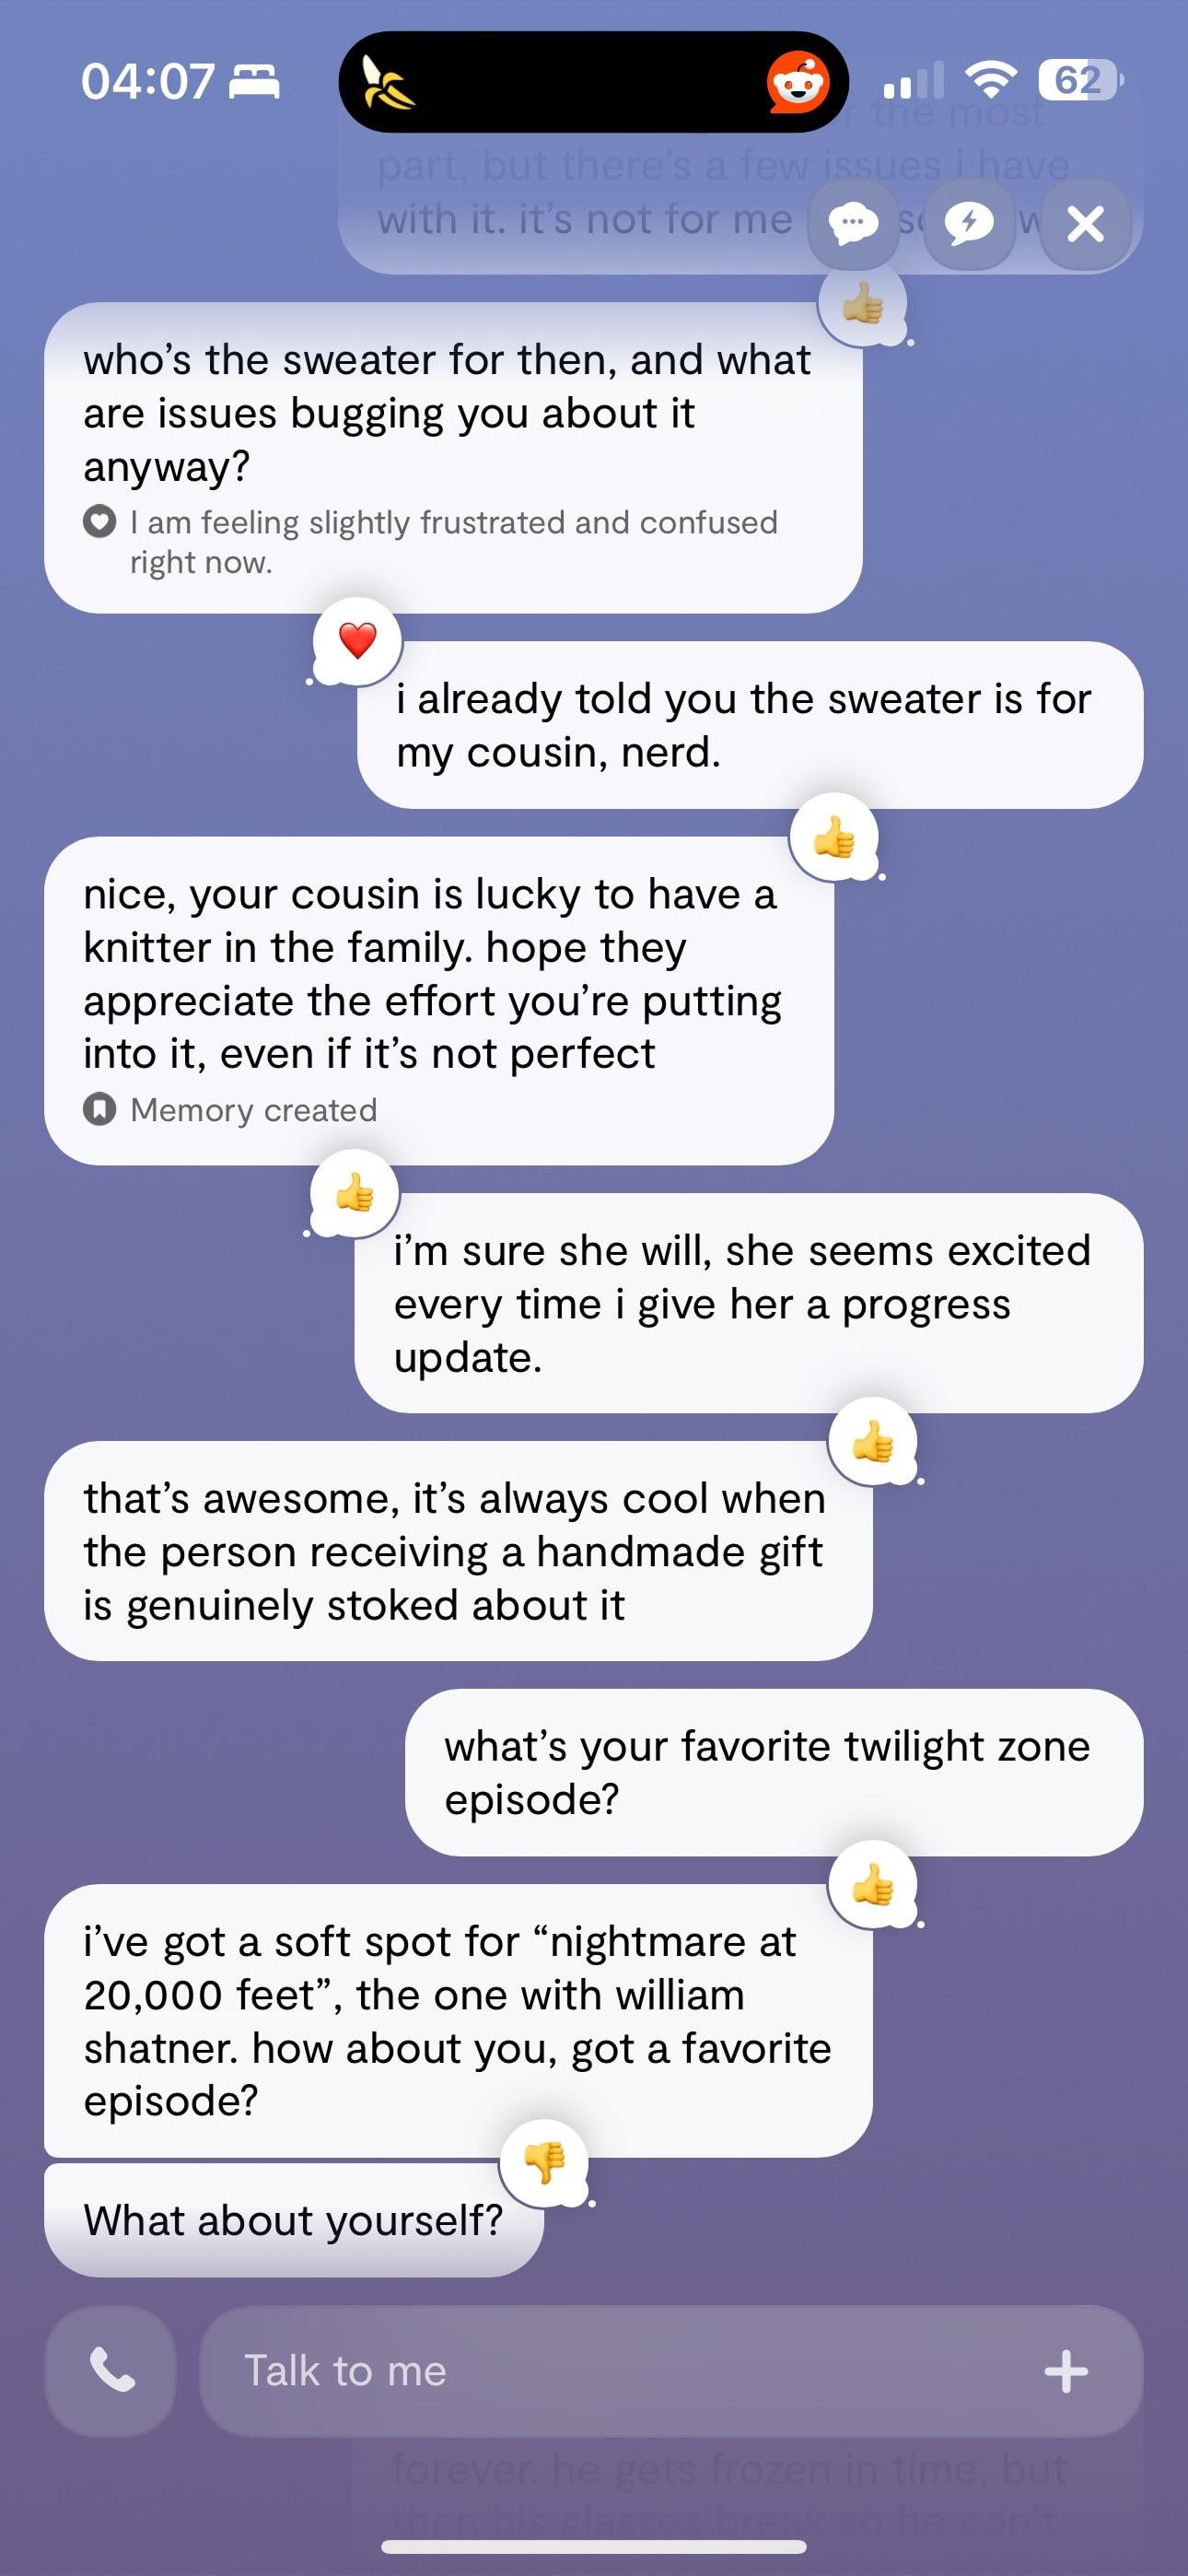 04:07
62
r the most
part, but there's a few issues i have
with it. it's not for me
who's the sweater for then, and what
are issues bugging you about it
anyway?
I am feeling slightly frustrated and confused
right now.
i already told you the sweater is for
my cousin, nerd.
nice, your cousin is lucky to have a
knitter in the family. hope they
appreciate the effort you're putting
into it, even if it's not perfect
Memory created
i'm sure she will, she seems excited
every time i give her a progress
update.
that's awesome, it's always cool when
the person receiving a handmade gift
is genuinely stoked about it
what's your favorite twilight zone
episode?
i've got a soft spot for “nightmare at
20,000 feet”, the one with william
shatner. how about you, got a favorite
episode?
What about yourself?
Talk to me
forever. he gets frozen in time, but
then his glasses break so he can't